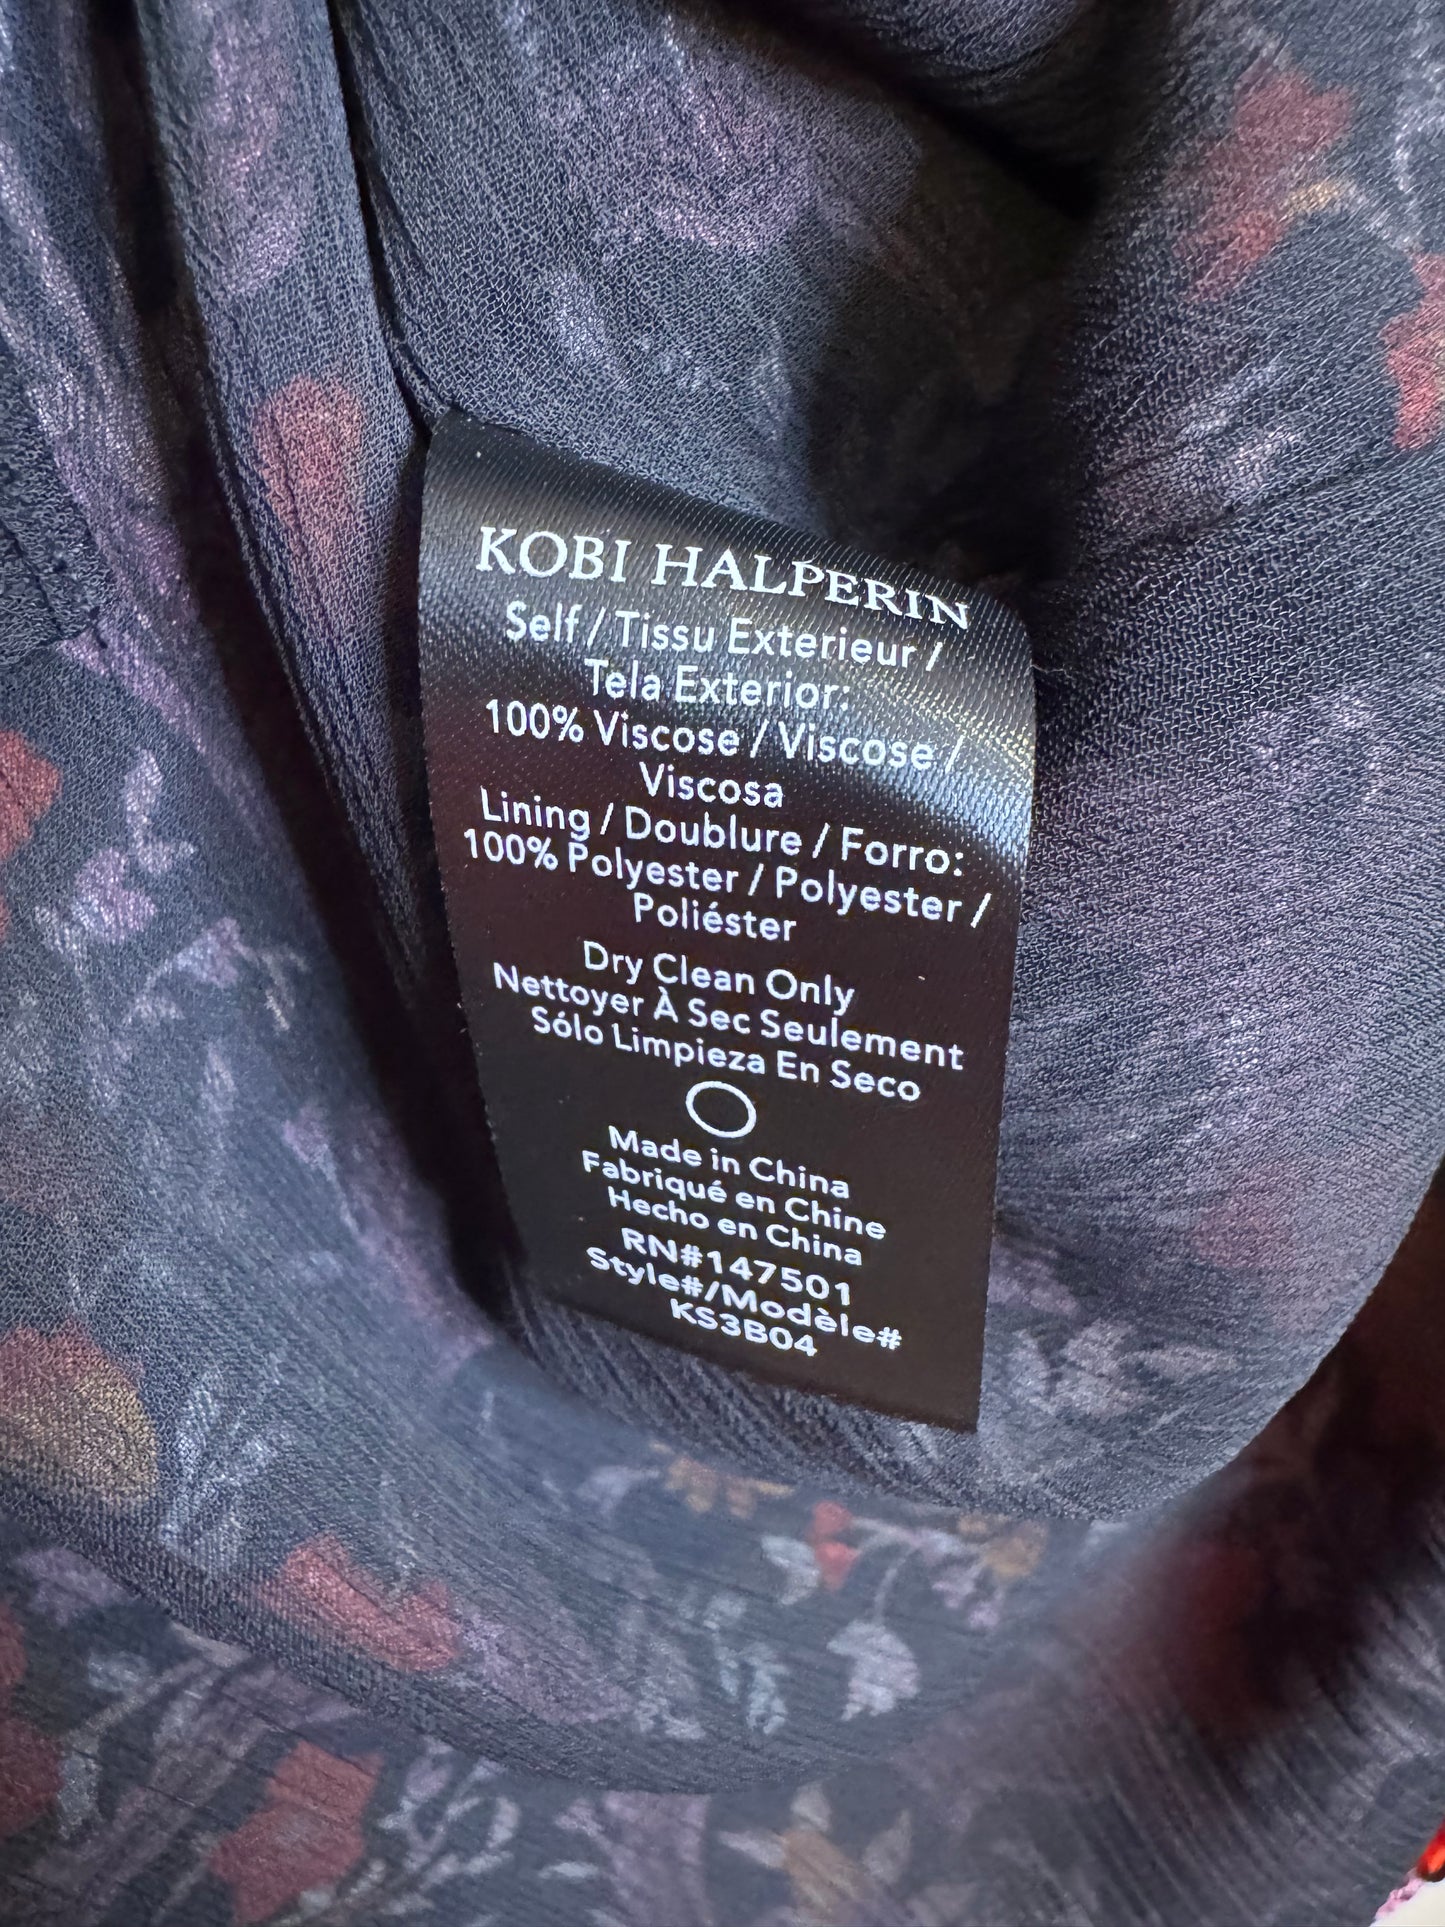 KOBI HALPERIN
Self / Tissu Exterieur /
Tela Exterior:
100% Viscose / Viscose /
Viscosa
Lining / Doublure / Forro:
100% Polyester / Polyester /
Poliéster
Dry Clean Only
Nettoyer À Sec Seulement
Sólo Limpieza En Seco
Made in China
Fabriqué en Chine
Hecho en China
RN#147501
Style#/Modèle#
KS3B04